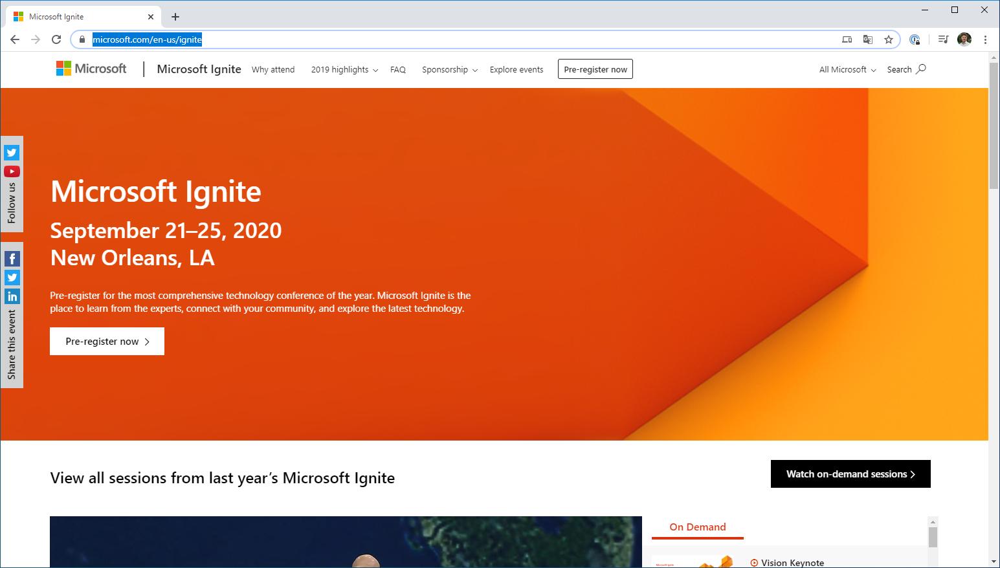 Microsoft Ignite
microsoft.com/en-us/ignite
Microsoft
Microsoft Ignite
Why attend
2019 highlights
FAQ
Sponsorship
Explore events
Pre-register now
All Microsoft
Search
Follow us
Share this event
Microsoft Ignite
September 21–25, 2020
New Orleans, LA
Pre-register for the most comprehensive technology conference of the year. Microsoft Ignite is the
place to learn from the experts, connect with your community, and explore the latest technology.
Pre-register now
View all sessions from last year’s Microsoft Ignite
Watch on-demand sessions
On Demand
Microsoft Ignite
Vision Keynote